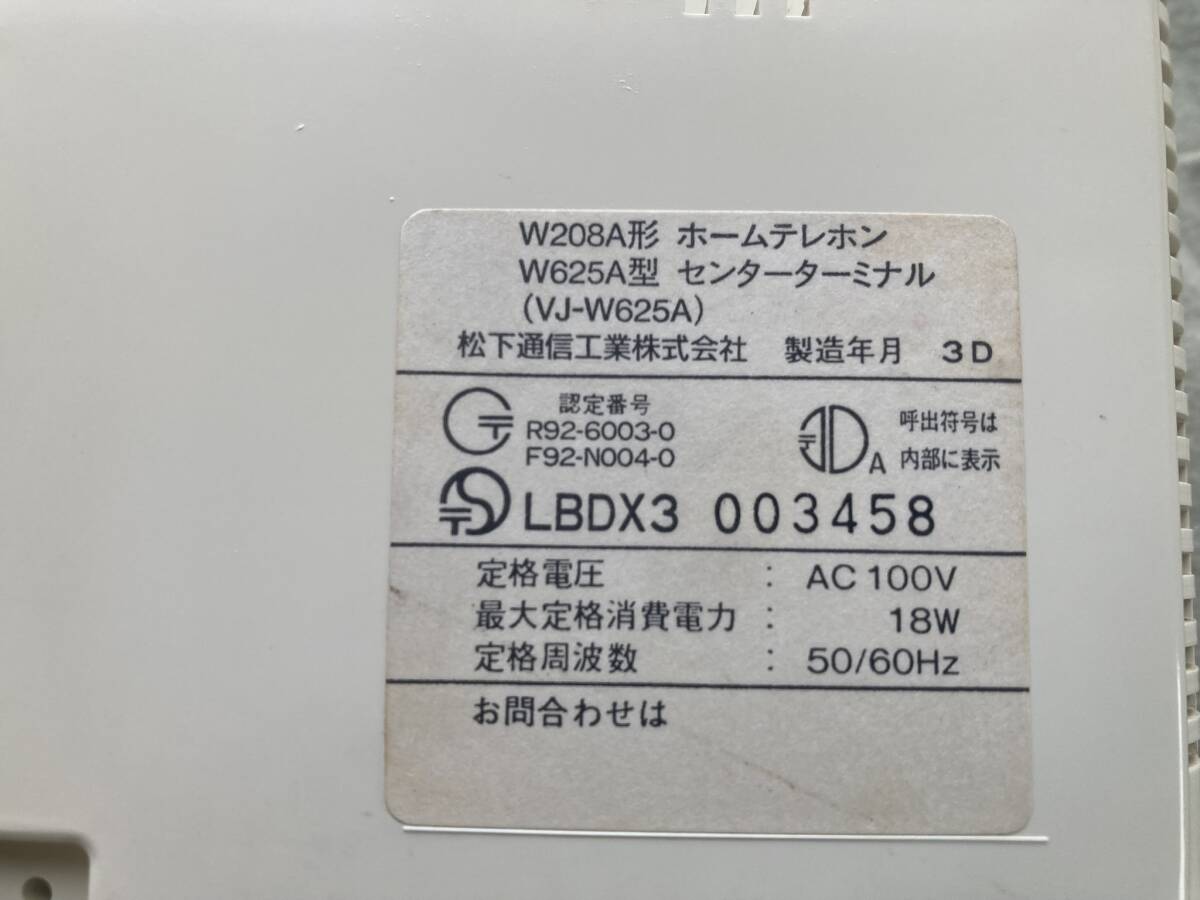 W208A形 ホームテレホン
W625A型 センターターミナル
(VJ-W625A)
松下通信工業株式会社 製造年月 3D
認定番号
R92-6003-0
F92-N004-0
A
呼出符号は
内部に表示
LBDX3 003458
定格電圧 : AC 100V
最大定格消費電力 : 18W
定格周波数 : 50/60Hz
お問合わせは